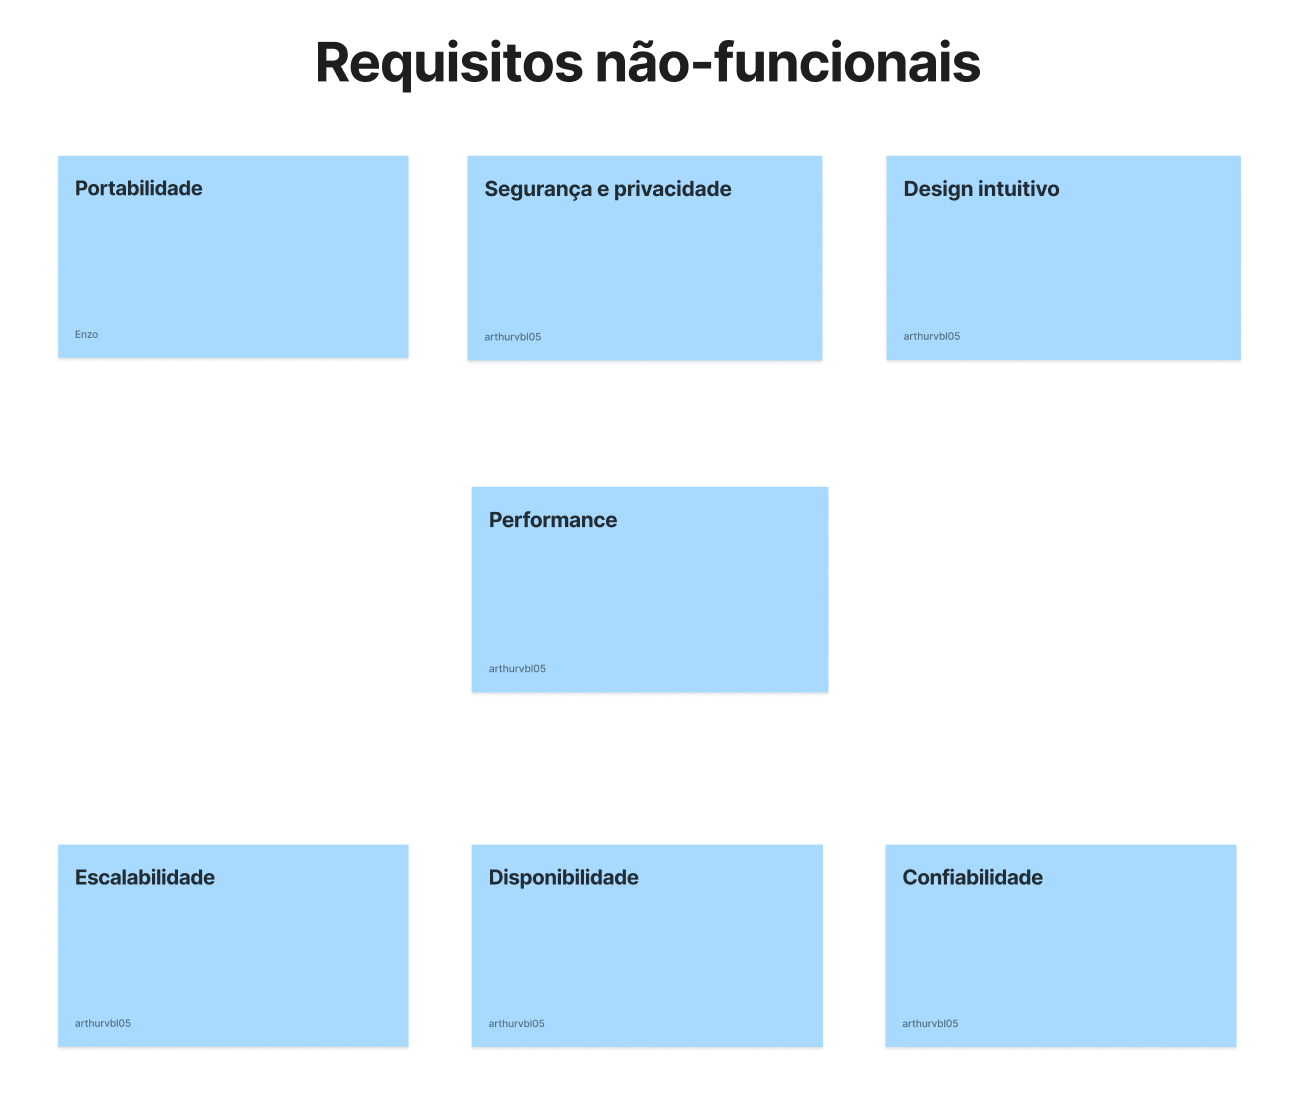 Requisitos não-funcionais
Portabilidade
Enzo
Segurança e privacidade
arthurvbl05
Design intuitivo
arthurvbl05
Performance
arthurvbl05
Escalabilidade
arthurvbl05
Disponibilidade
arthurvbl05
Confiabilidade
arthurvbl05